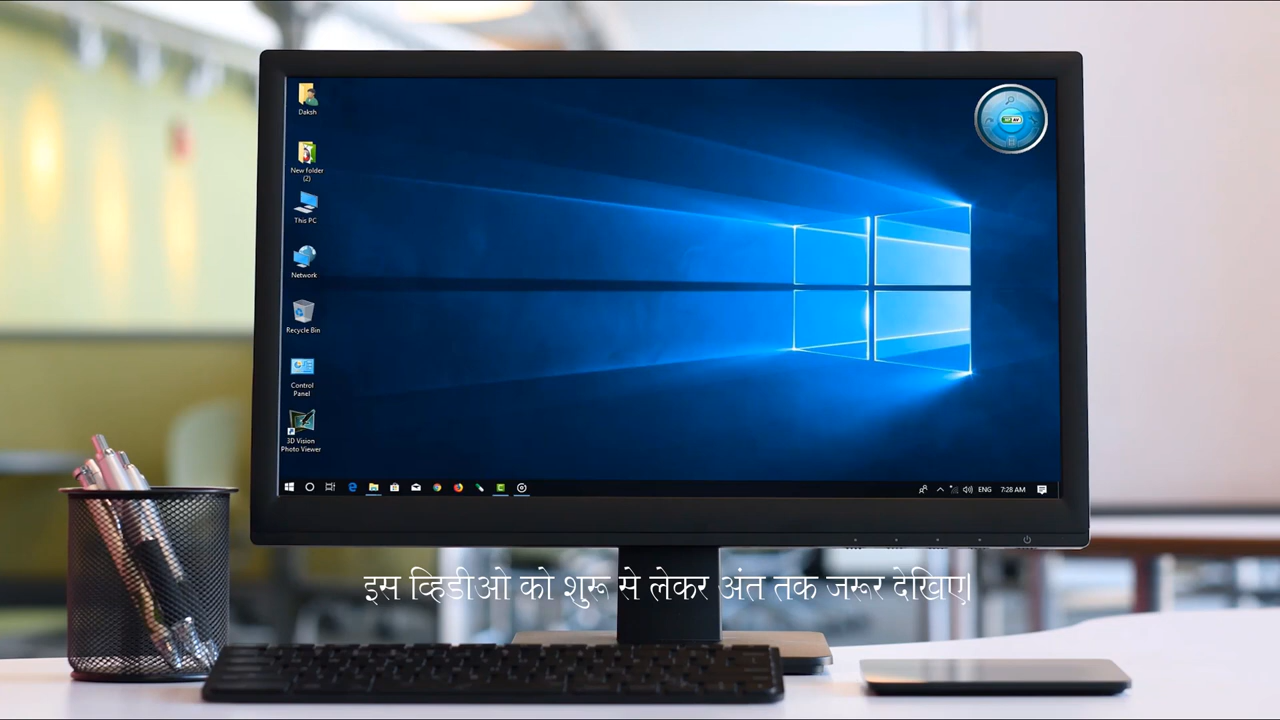 Daksh
New folder
(2)
This PC
Network
Recycle Bin
Control
Panel
3D Vision
Photo Viewer
ENG
7:28 AM
इस व्हिडीओ को शुरू से लेकर अंत तक जरूर देखिए।